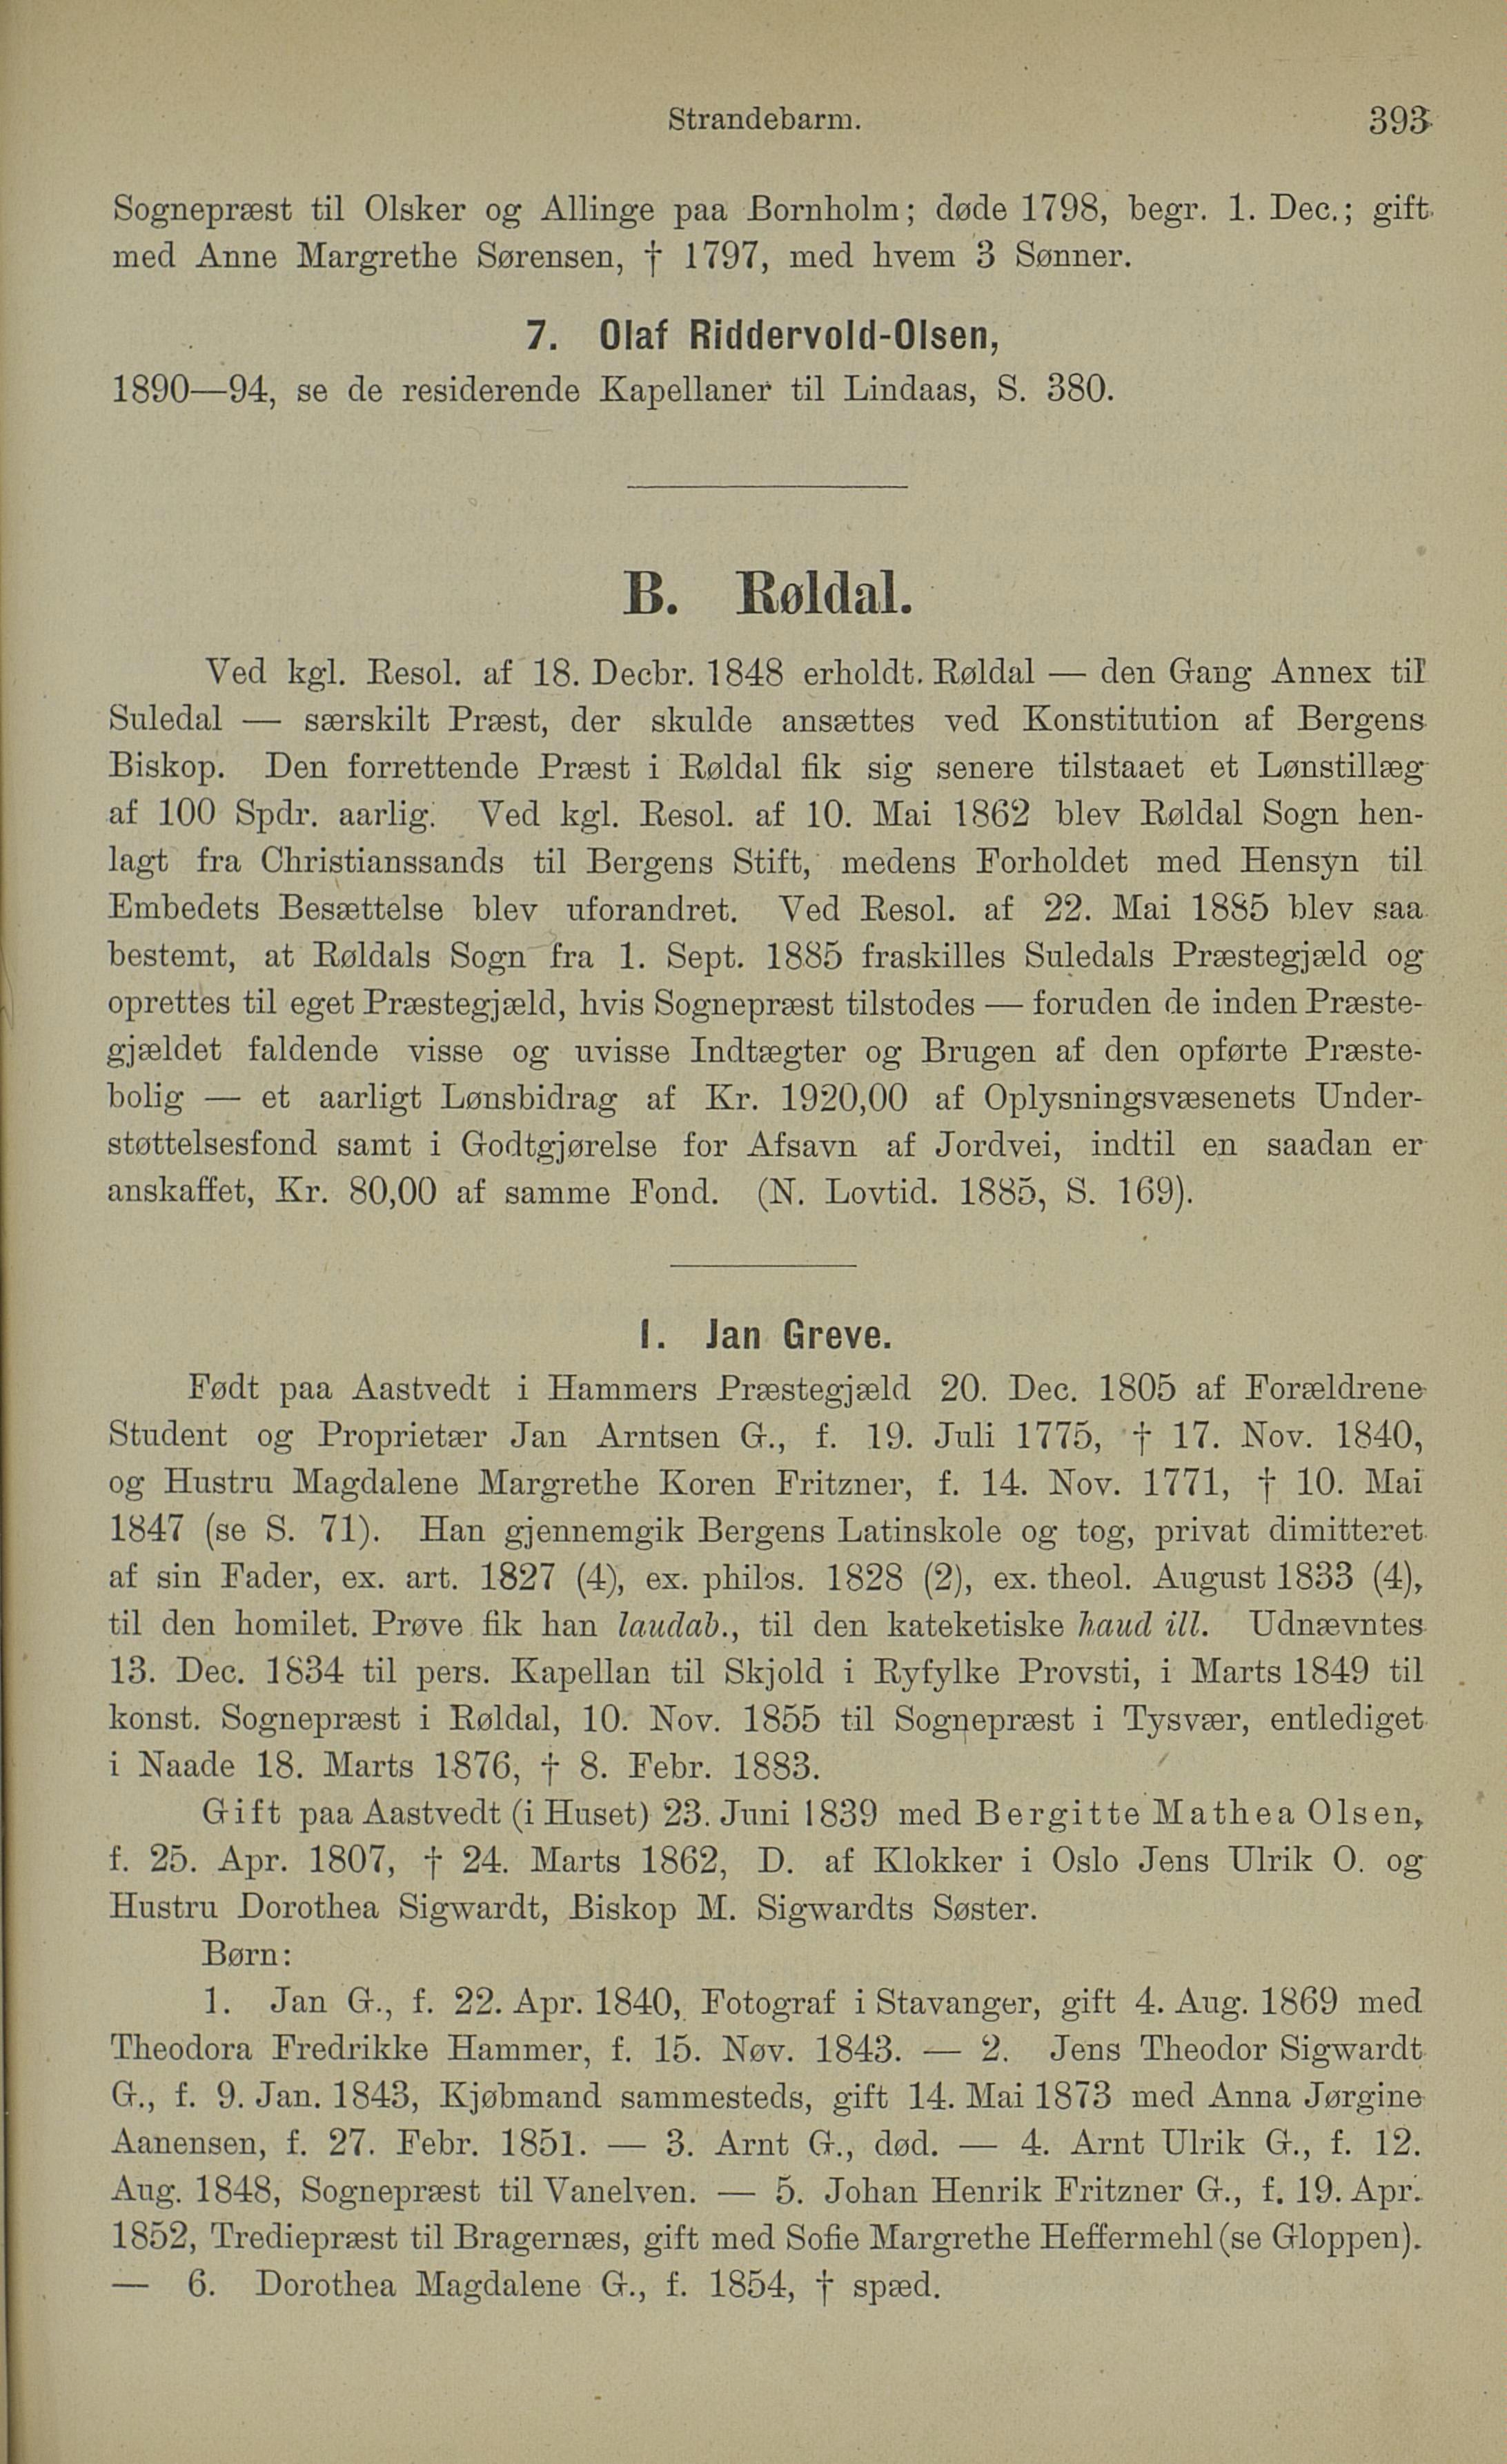 Strandebarm. 393
Sognepræst til Olsker og Allinge paa Bornholm; døde 1798, begr. 1. Dec.; gift
med Anne Margrethe Sørensen, † 1797, med hvem 3 Sønner.
7. Olaf Riddervold-Olsen,
1890—94, se de residerende Kapellaner til Lindaas, S. 380.
B. Røldal.
Ved kgl. Resol. af 18. Decbr. 1848 erholdt. Røldal — den Gang Annex til
Suledal — særskilt Præst, der skulde ansættes ved Konstitution af Bergens
Biskop. Den forrettende Præst i Røldal fik sig senere tilstaaet et Lønstillæg
af 100 Spdr. aarlig. Ved kgl. Resol. af 10. Mai 1862 blev Røldal Sogn hen-
lagt fra Christianssands til Bergens Stift, medens Forholdet med Hensyn til
Embedets Besættelse blev uforandret. Ved Resol. af 22. Mai 1885 blev saa
bestemt, at Røldals Sogn fra 1. Sept. 1885 fraskilles Suledals Præstegjæld og
oprettes til eget Præstegjæld, hvis Sognepræst tilstodes — foruden de inden Præste-
gjældet faldende visse og uvisse Indtægter og Brugen af den opførte Præste-
bolig — et aarligt Lønsbidrag af Kr. 1920,00 af Oplysningsvæsenets Under-
støttelsesfond samt i Godtgjørelse for Afsavn af Jordvei, indtil en saadan er
anskaffet, Kr. 80,00 af samme Fond. (N. Lovtid. 1885, S. 169).
1. Jan Greve.
Født paa Aastvedt i Hammers Præstegjæld 20. Dec. 1805 af Forældrene
Student og Proprietær Jan Arntsen G., f. 19. Juli 1775, † 17. Nov. 1840,
og Hustru Magdalene Margrethe Koren Fritzner, f. 14. Nov. 1771, † 10. Mai
1847 (se S. 71). Han gjennemgik Bergens Latinskole og tog, privat dimitteret
af sin Fader, ex. art. 1827 (4), ex. philos. 1828 (2), ex. theol. August 1833 (4),
til den homilet. Prøve fik han laudab., til den kateketiske haud ill. Udnævntes
13. Dec. 1834 til pers. Kapellan til Skjold i Ryfylke Provsti, i Marts 1849 til
konst. Sognepræst i Røldal, 10. Nov. 1855 til Sognepræst i Tysvær, entlediget
i Naade 18. Marts 1876, † 8. Febr. 1883.
Gift paa Aastvedt (i Huset) 23. Juni 1839 med Bergitte Mathea Olsen,
f. 25. Apr. 1807, † 24. Marts 1862, D. af Klokker i Oslo Jens Ulrik O. og
Hustru Dorothea Sigwardt, Biskop M. Sigwardts Søster.
Børn:
1. Jan G., f. 22. Apr. 1840, Fotograf i Stavanger, gift 4. Aug. 1869 med
Theodora Fredrikke Hammer, f. 15. Nøv. 1843. — 2. Jens Theodor Sigwardt
G., f. 9. Jan. 1843, Kjøbmand sammesteds, gift 14. Mai 1873 med Anna Jørgine
Aanensen, f. 27. Febr. 1851. — 3. Arnt G., død. — 4. Arnt Ulrik G., f. 12.
Aug. 1848, Sognepræst til Vanelven. — 5. Johan Henrik Fritzner G., f. 19. Apr.
1852, Trediepræst til Bragernæs, gift med Sofie Margrethe Heffermehl (se Gloppen).
— 6. Dorothea Magdalene G., f. 1854, † spæd.